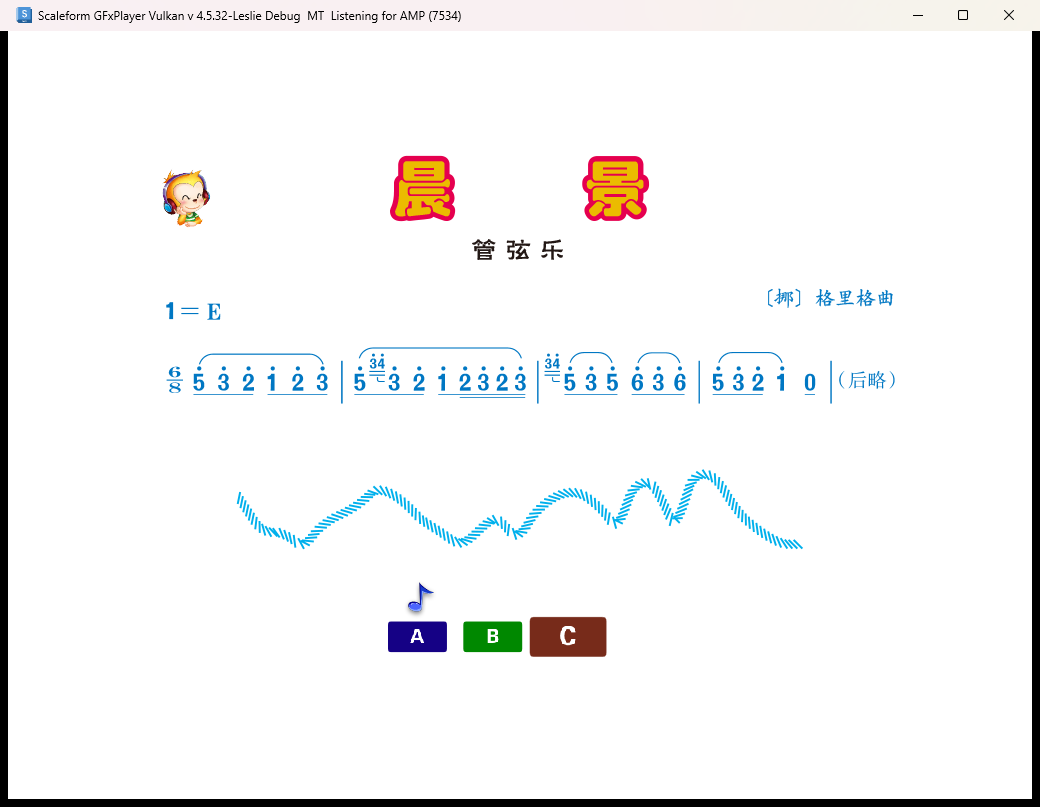 Scaleform GFxPlayer Vulkan v 4.5.32-Leslie Debug  MT  Listening for AMP (7534)
晨 景
管弦乐
〔挪〕格里格曲
1=E
6/8 5 3 2 1 2 3 | 5 34 3 2 1 2 3 2 3 | 34 5 3 5 6 3 6 | 5 3 2 1 0 |（后略）
A B C